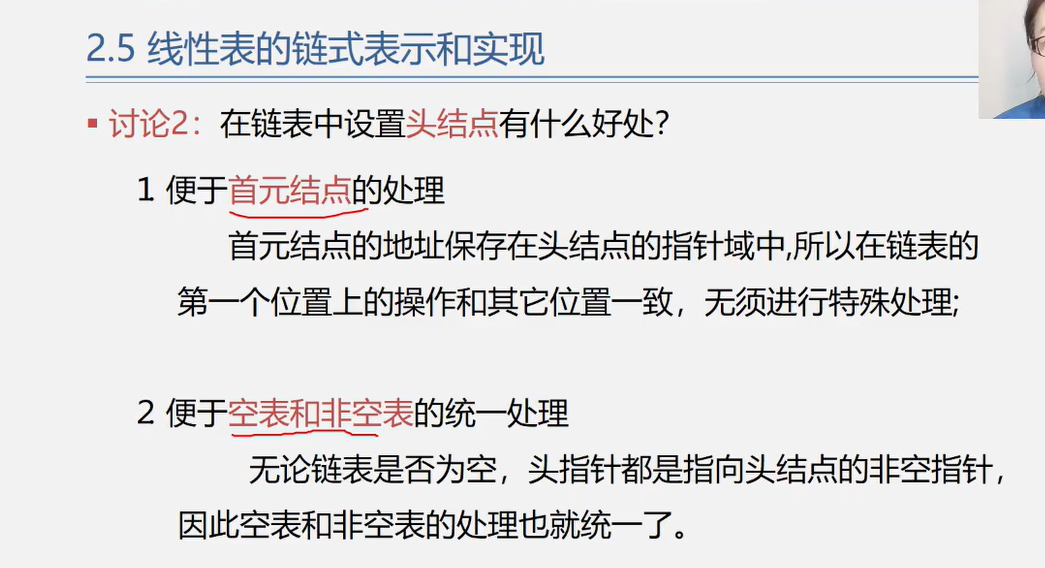 2.5 线性表的链式表示和实现
讨论2：在链表中设置头结点有什么好处?
1 便于首元结点的处理
首元结点的地址保存在头结点的指针域中,所以在链表的
第一个位置上的操作和其它位置一致，无须进行特殊处理;
2 便于空表和非空表的统一处理
无论链表是否为空，头指针都是指向头结点的非空指针，
因此空表和非空表的处理也就统一了。